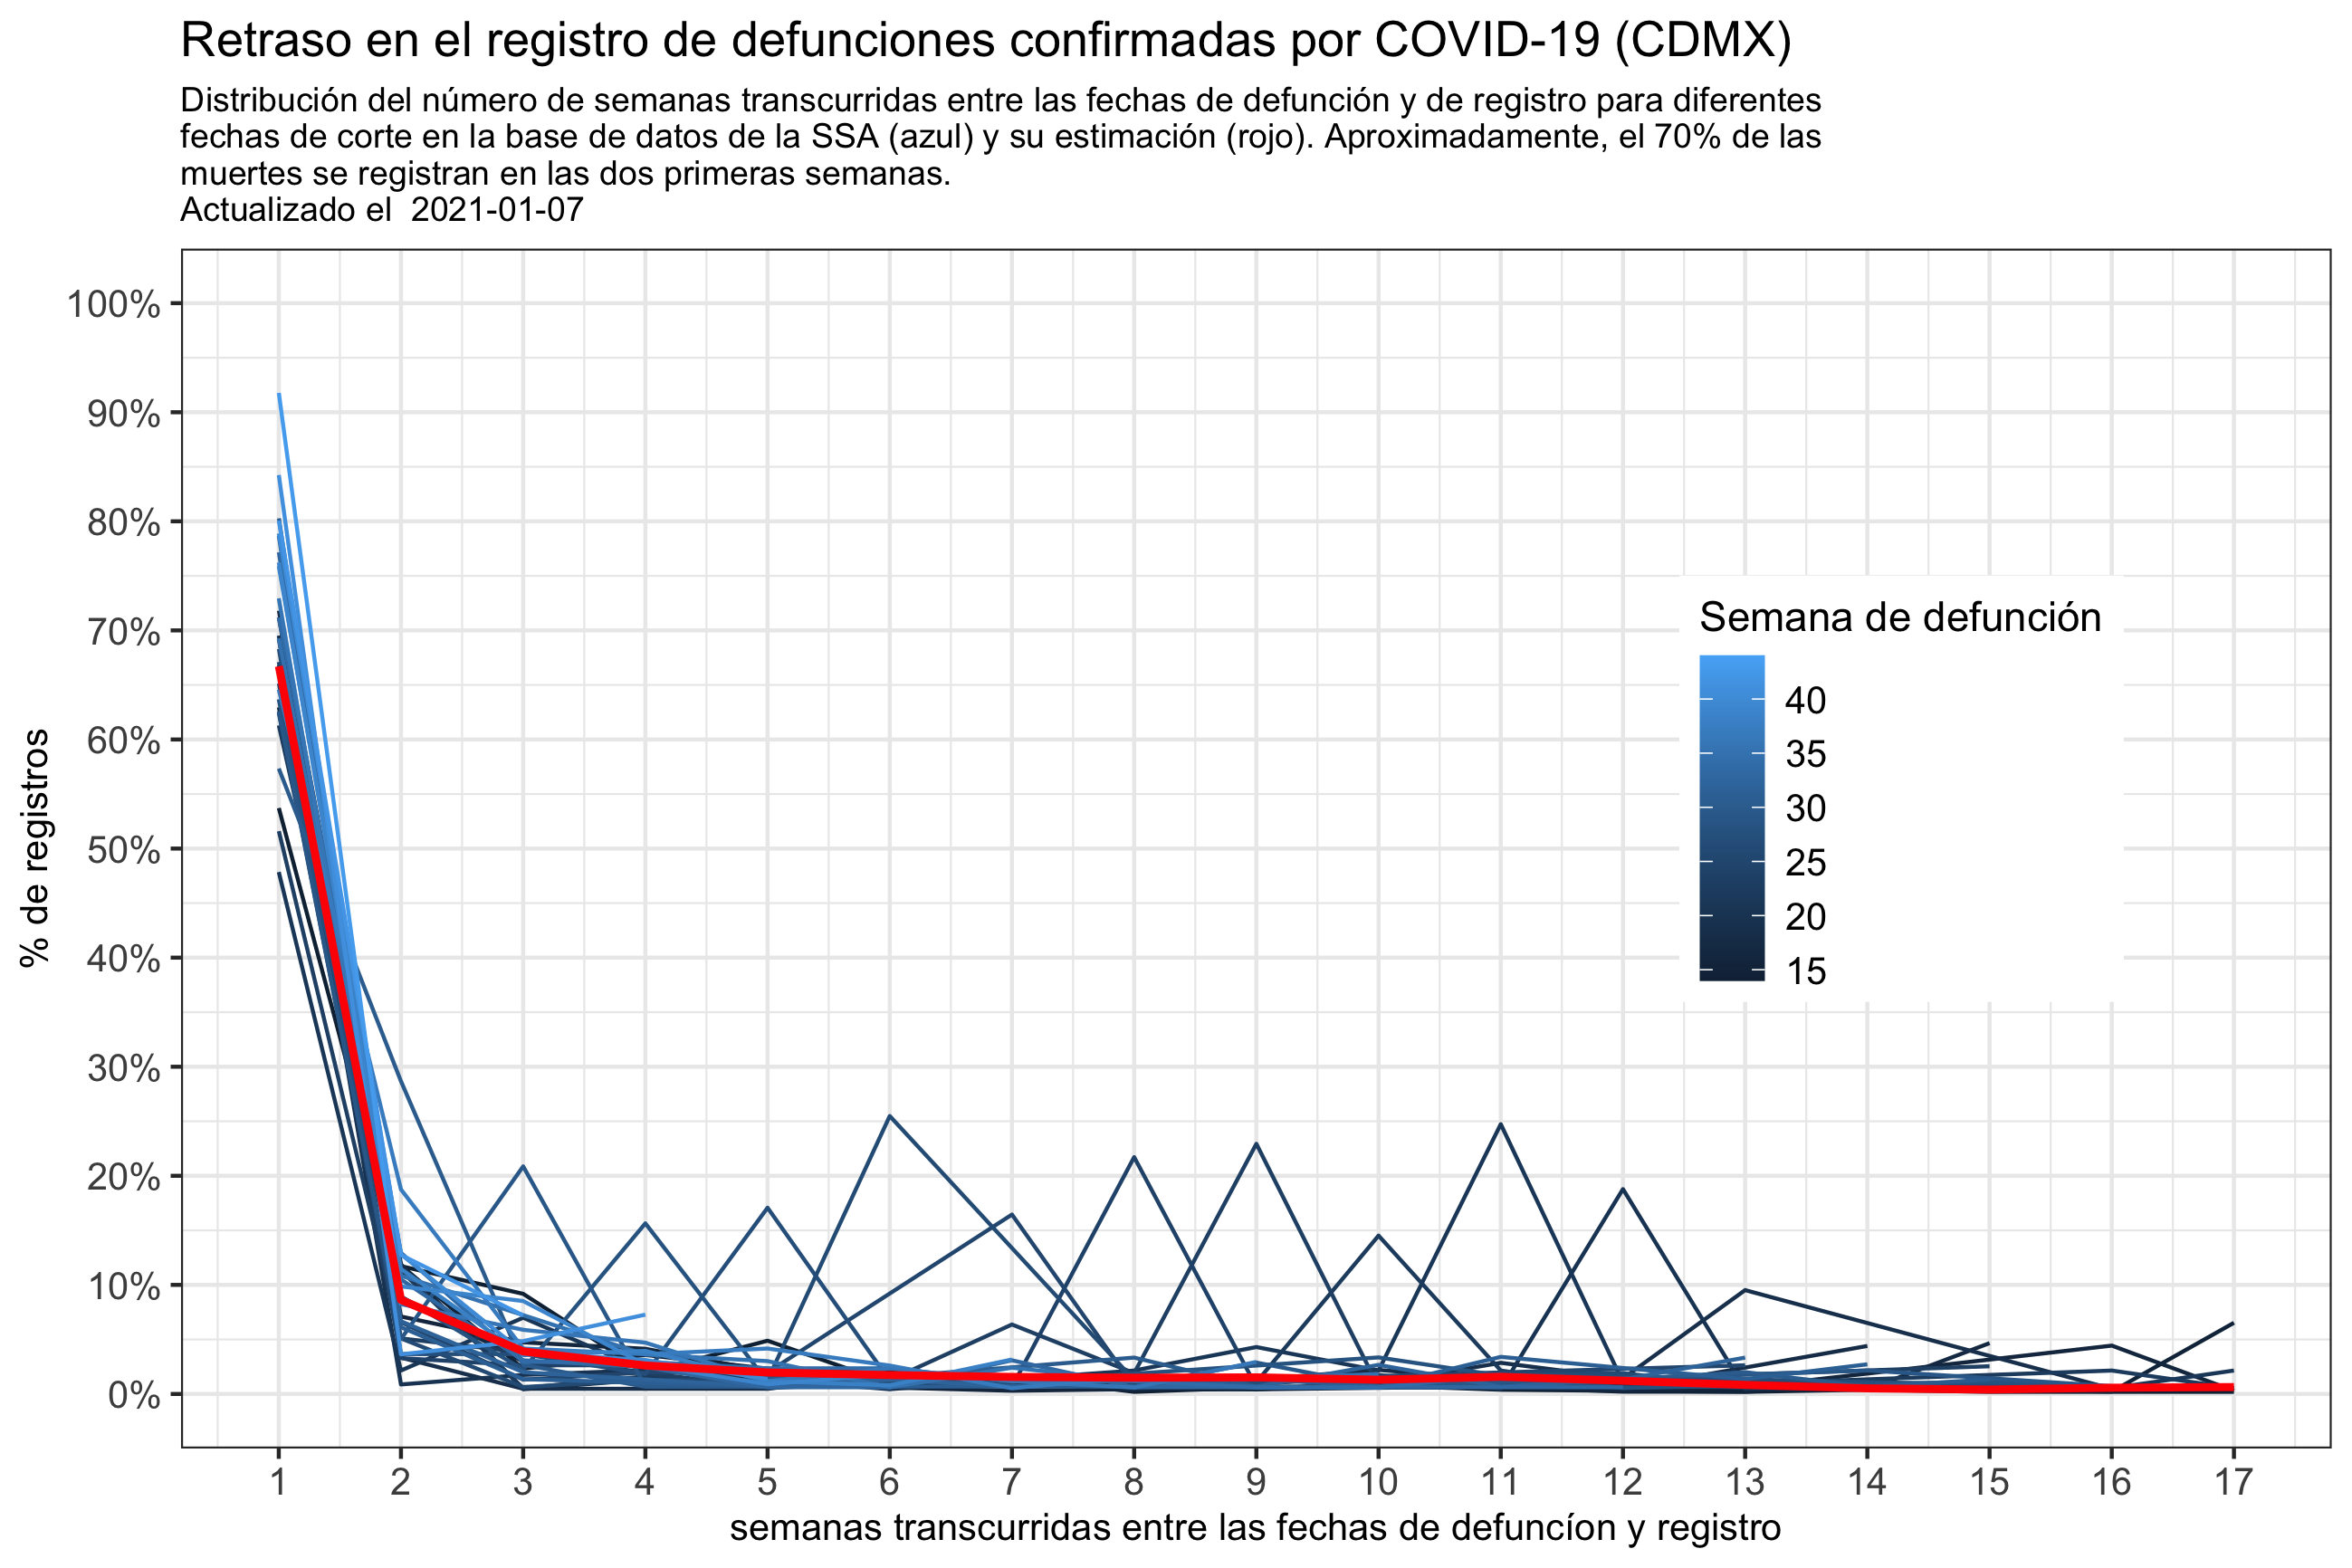 Retraso en el registro de defunciones confirmadas por COVID-19 (CDMX)
Distribución del número de semanas transcurridas entre las fechas de defunción y de registro para diferentes
fechas de corte en la base de datos de la SSA (azul) y su estimación (rojo). Aproximadamente, el 70% de las
muertes se registran en las dos primeras semanas.
Actualizado el  2021-01-07
100%
90%
80%
70%
60%
50%
40%
30%
20%
10%
0%
% de registros
Semana de defunción
40
35
30
25
20
15
1 2 3 4 5 6 7 8 9 10 11 12 13 14 15 16 17
semanas transcurridas entre las fechas de defuncíon y registro